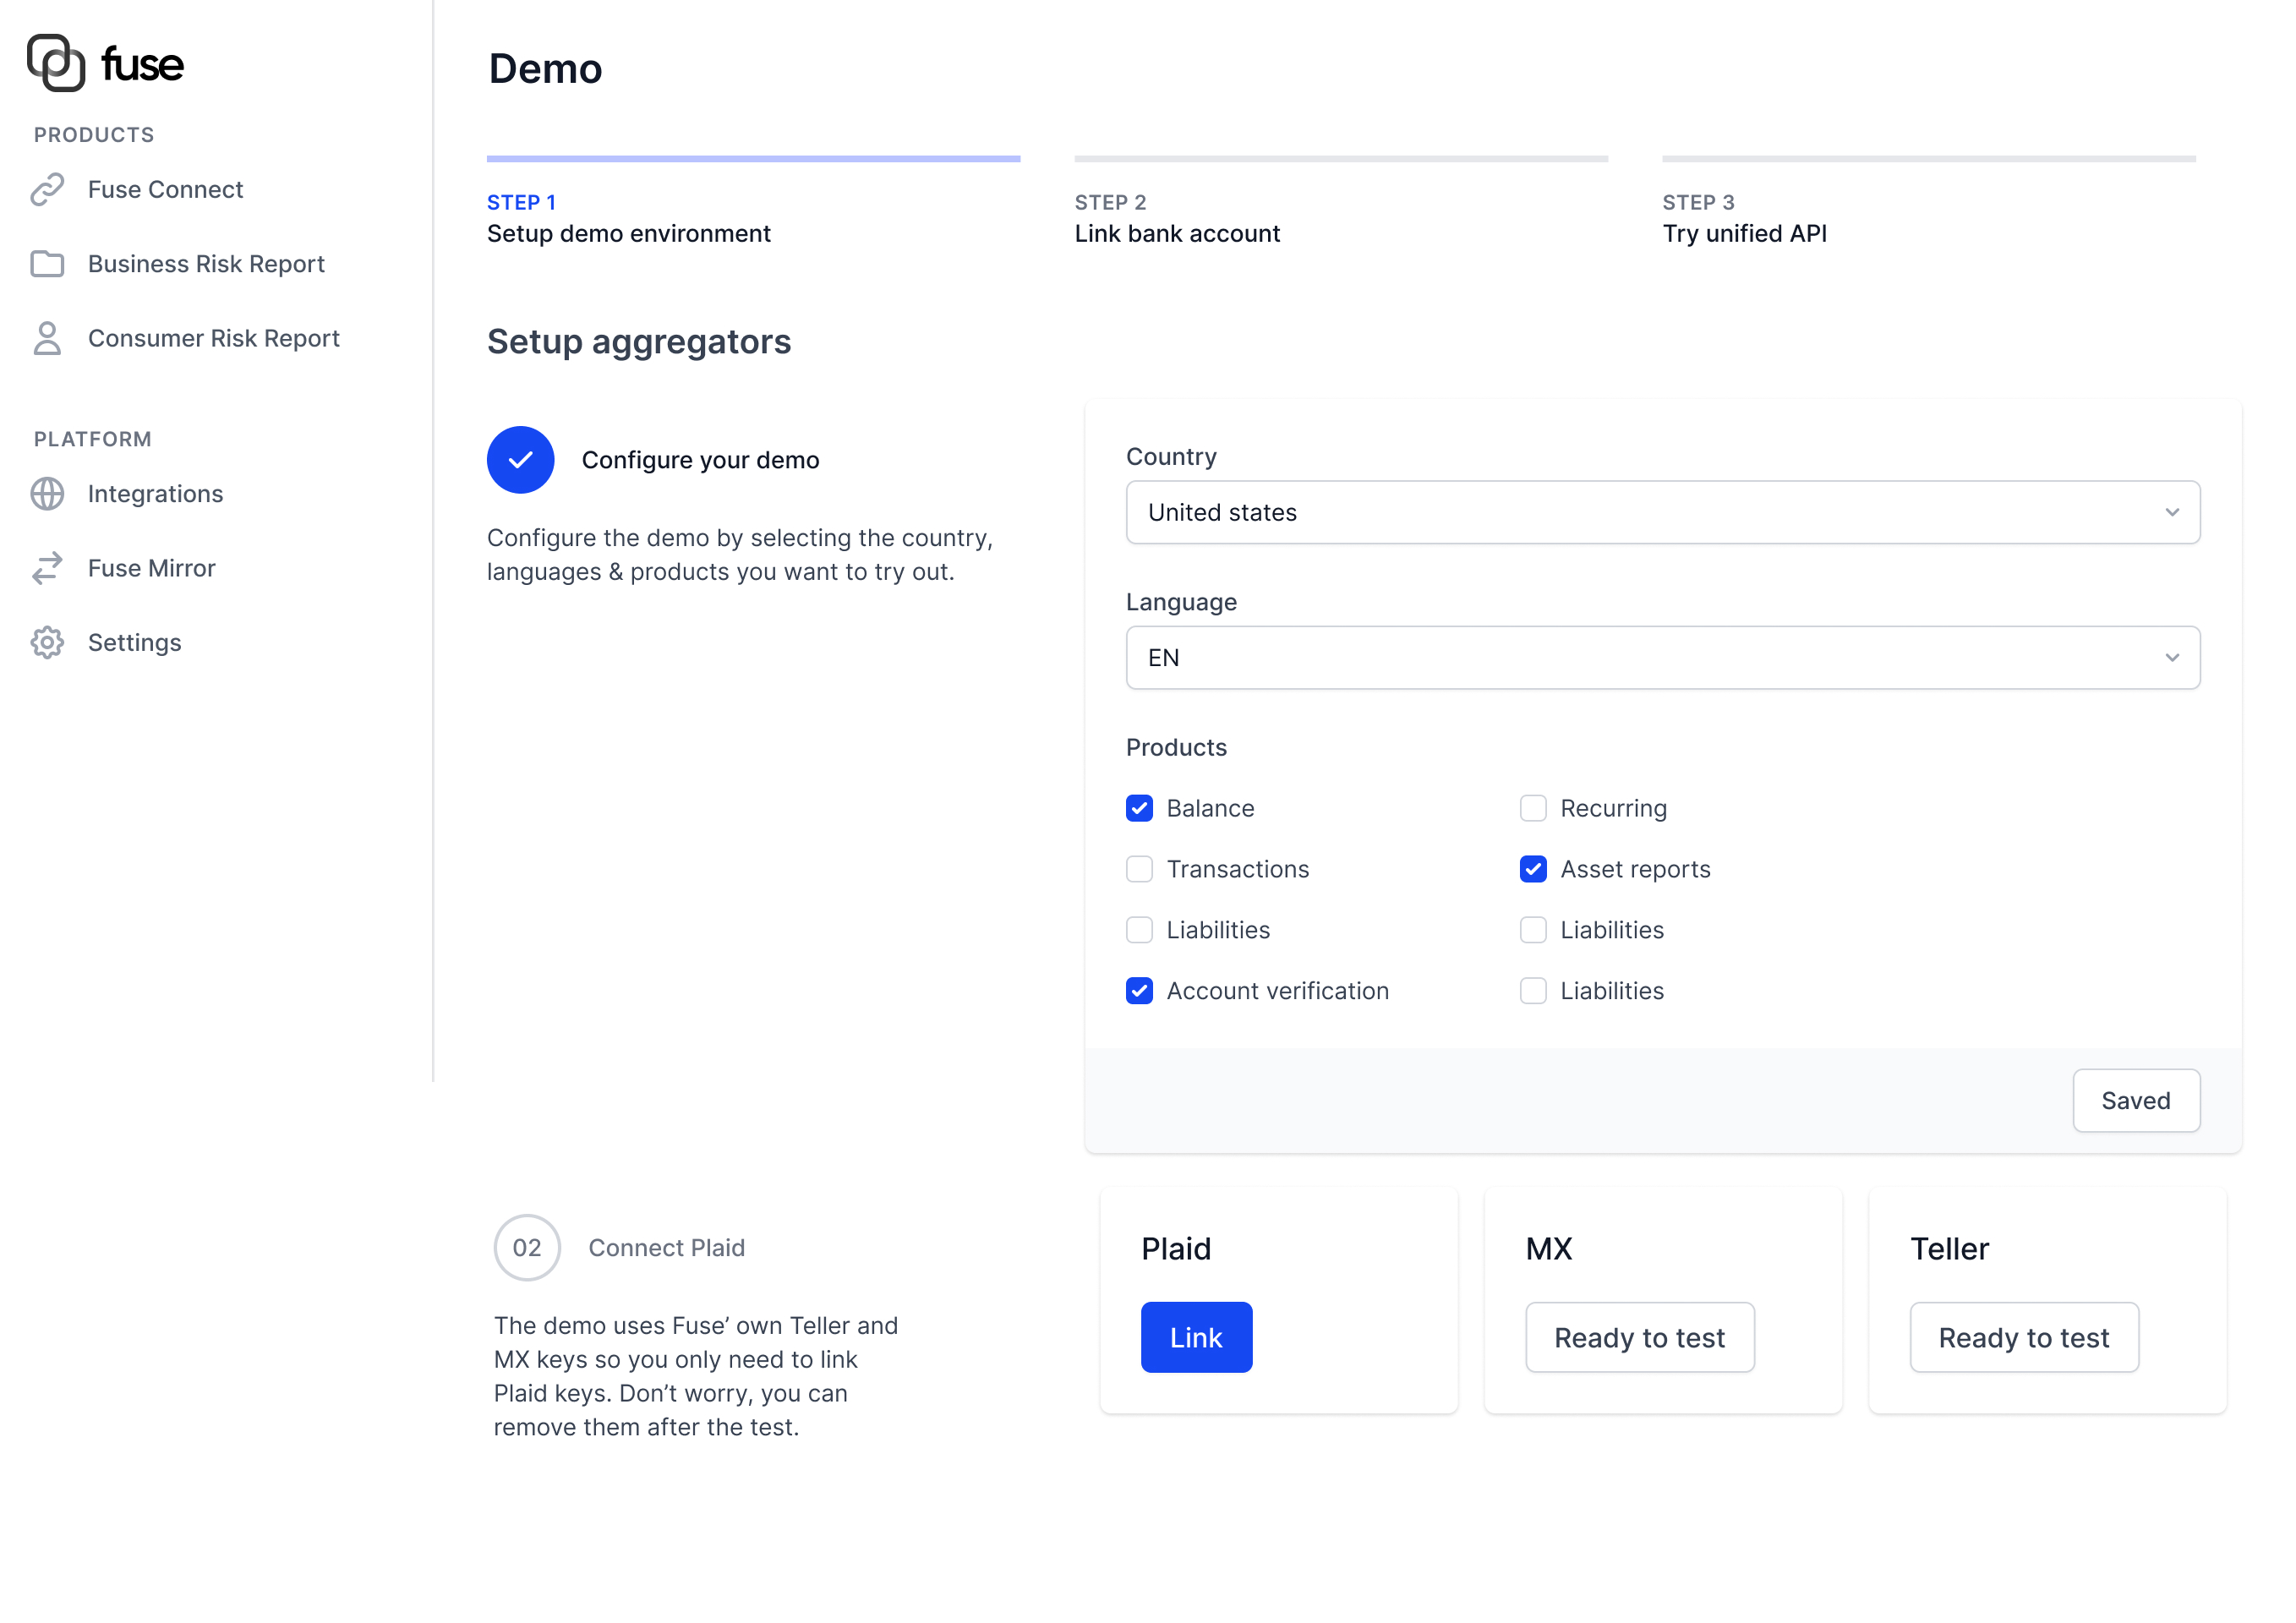 fuse
PRODUCTS
Fuse Connect
Business Risk Report
Consumer Risk Report
PLATFORM
Integrations
Fuse Mirror
Settings
Demo
STEP 1
Setup demo environment
STEP 2
Link bank account
STEP 3
Try unified API
Setup aggregators
Configure your demo
Configure the demo by selecting the country,
languages & products you want to try out.
Country
United states
Language
EN
Products
Balance
Recurring
Transactions
Asset reports
Liabilities
Liabilities
Account verification
Liabilities
Saved
02
Connect Plaid
The demo uses Fuse’ own Teller and
MX keys so you only need to link
Plaid keys. Don’t worry, you can
remove them after the test.
Plaid
Link
MX
Ready to test
Teller
Ready to test